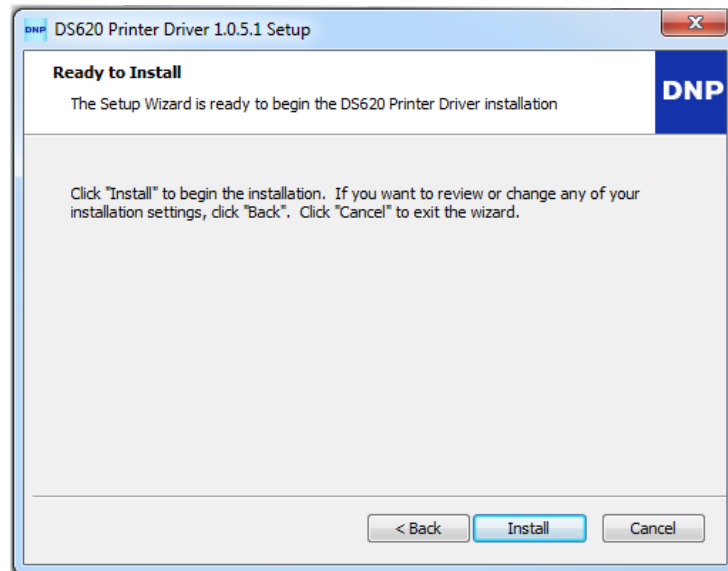 DNP DS620 Printer Driver 1.0.5.1 Setup
Ready to Install
The Setup Wizard is ready to begin the DS620 Printer Driver installation
DNP
Click "Install" to begin the installation.  If you want to review or change any of your
installation settings, click "Back".  Click "Cancel" to exit the wizard.
< Back Install Cancel